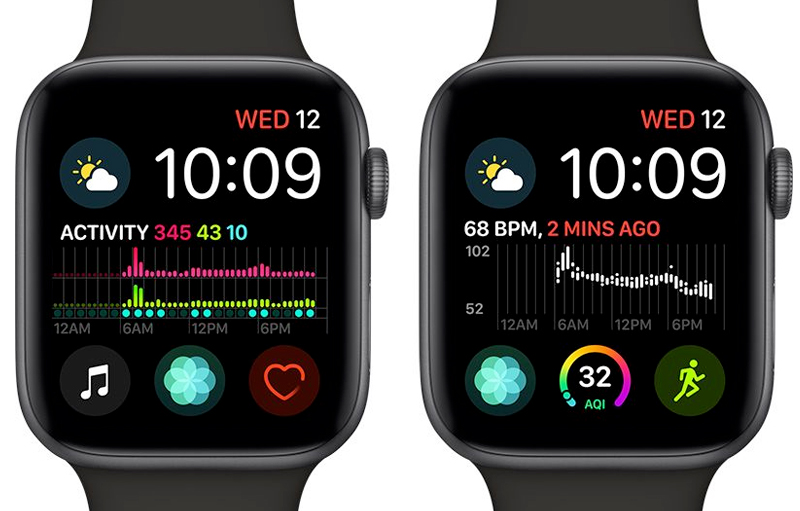 WED 12
10:09
ACTIVITY 345 43 10
12AM 6AM 12PM 6PM
WED 12
10:09
68 BPM, 2 MINS AGO
102
52
12AM 6AM 12PM 6PM
32
AQI